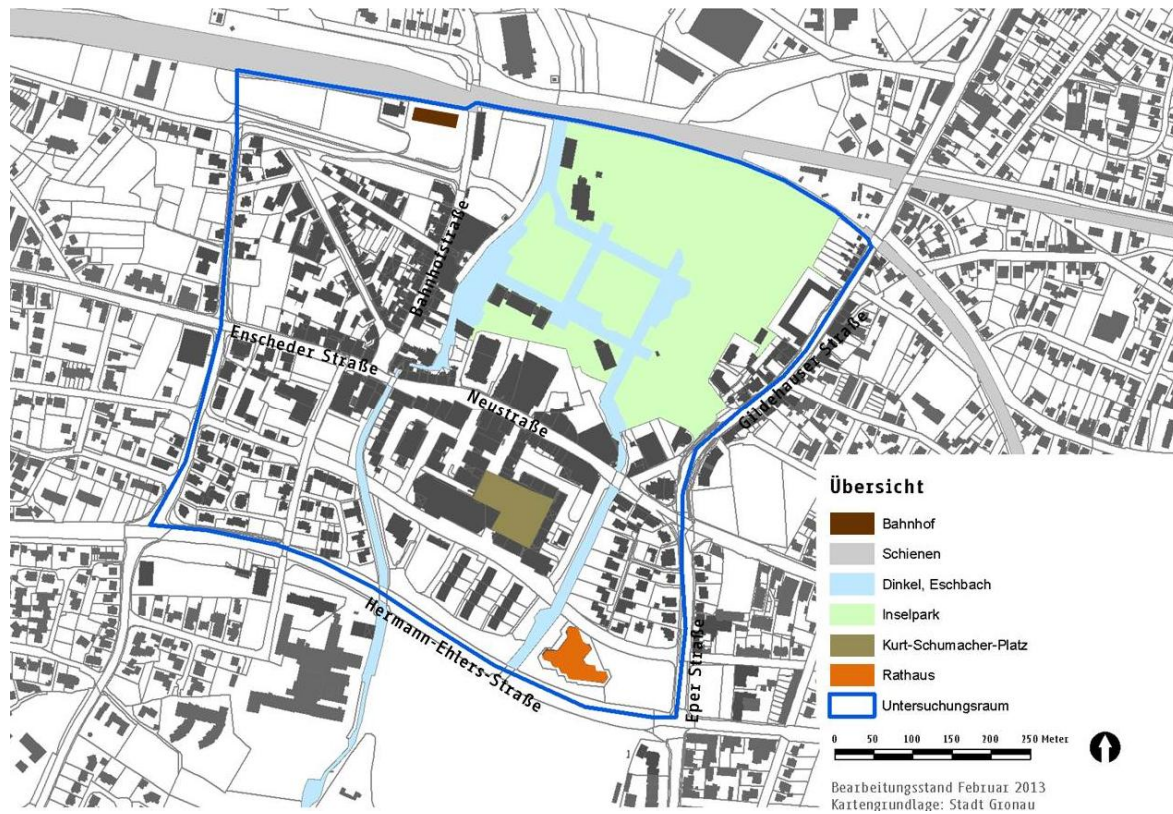 Bahnhofstraße
Enscheder Straße
Neustraße
Gildehauser Straße
Hermann-Ehlers-Straße
Eper Straße
Übersicht
Bahnhof
Schienen
Dinkel, Eschbach
Inselpark
Kurt-Schumacher-Platz
Rathaus
Untersuchungsraum
0 50 100 150 200 250 Meter
Bearbeitungsstand Februar 2013
Kartengrundlage: Stadt Gronau